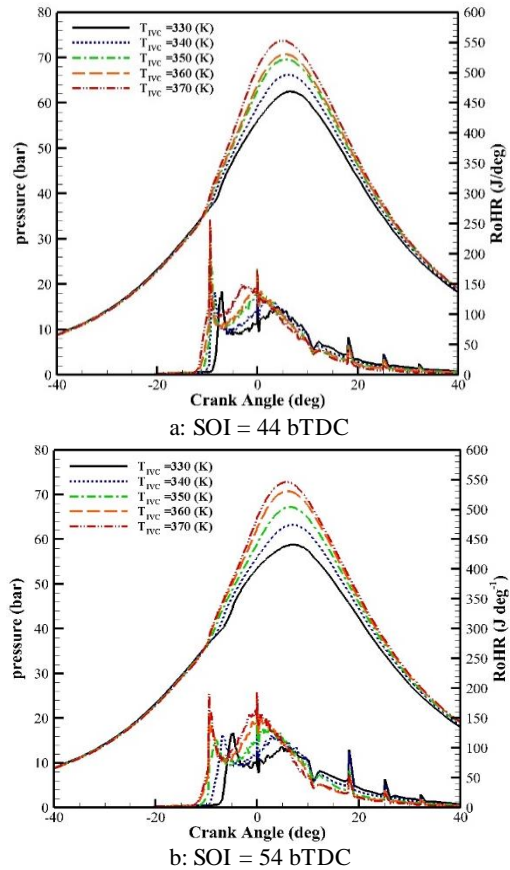 80
70
60
50
40
30
20
10
0
pressure (bar)
600
550
500
450
400
350
300
250
200
150
100
50
0
RoHR (J/deg)
T_IVC =330 (K)
T_IVC =340 (K)
T_IVC =350 (K)
T_IVC =360 (K)
T_IVC =370 (K)
-40 -20 0 20 40
Crank Angle (deg)
a: SOI = 44 bTDC
80
70
60
50
40
30
20
10
0
pressure (bar)
600
550
500
450
400
350
300
250
200
150
100
50
0
RoHR (J deg⁻¹)
T_IVC =330 (K)
T_IVC =340 (K)
T_IVC =350 (K)
T_IVC =360 (K)
T_IVC =370 (K)
-40 -20 0 20 40
Crank Angle (deg)
b: SOI = 54 bTDC